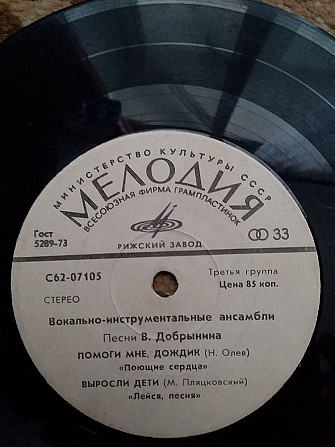 МИНИСТЕРСТВО КУЛЬТУРЫ СССР
МЕЛОДИЯ
ВСЕСОЮЗНАЯ ФИРМА ГРАМПЛАСТИНОК
Гост
5289-73
РИЖСКИЙ ЗАВОД
33
С62-07105
Третья группа
СТЕРЕО
Цена 85 коп.
Вокально-инструментальные ансамбли
Песни В. Добрынина
ПОМОГИ МНЕ, ДОЖДИК (Н. Олев)
«Поющие сердца»
ВЫРОСЛИ ДЕТИ (М. Пляцковский)
«Лейся, песня»